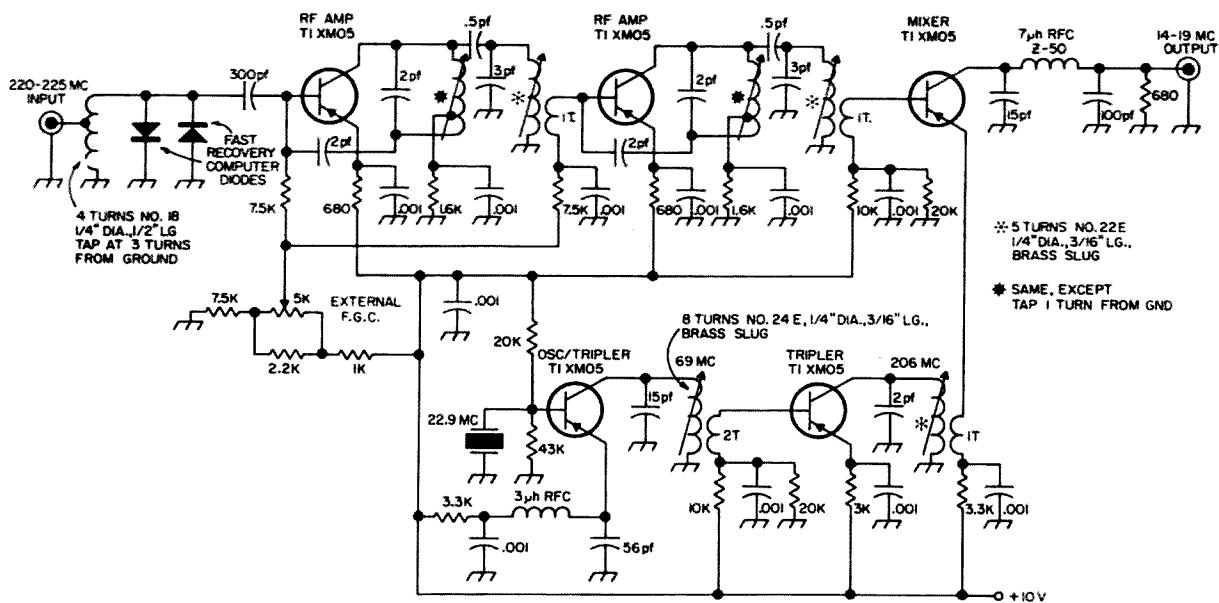 RF AMP
TI XM05
RF AMP
TI XM05
MIXER
TI XM05
.5pf
.5pf
7µh RFC
2-50
14-19 MC
OUTPUT
220-225 MC
INPUT
300pf
2pf
3pf
2pf
3pf
15pf
100pf
680
FAST
RECOVERY
COMPUTER
DIODES
2pf
1T.
2pf
1T.
7.5K
680
.001
1.6K
.001
7.5K
.001
680
.001
1.6K
.001
10K
.001
20K
4 TURNS NO. 18
1/4" DIA., 1/2" LG
TAP AT 3 TURNS
FROM GROUND
5 TURNS NO. 22E
1/4" DIA., 3/16" LG.,
BRASS SLUG
SAME, EXCEPT
TAP 1 TURN FROM GND
7.5K
5K
EXTERNAL
F.G.C.
2.2K
1K
.001
20K
8 TURNS NO. 24 E, 1/4" DIA., 3/16" LG.,
BRASS SLUG
OSC/TRIPLER
TI XM05
69 MC
TRIPLER
TI XM05
206 MC
15pf
2pf
22.9 MC
43K
2T
1T
3.3K
3µh RFC
.001
56pf
10K
.001
20K
3K
.001
3.3K
.001
+10V